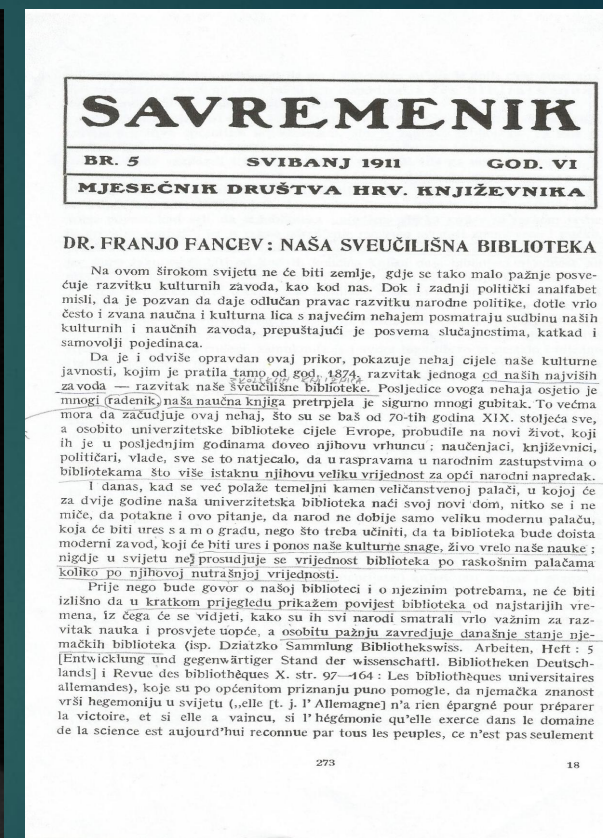 SAVREMENIK
BR. 5 SVIBANJ 1911 GOD. VI
MJESEČNIK DRUŠTVA HRV. KNJIŽEVNIKA
DR. FRANJO FANCEV: NAŠA SVEUČILIŠNA BIBLIOTEKA
Na ovom širokom svijetu ne će biti zemlje, gdje se tako malo pažnje posve-
ćuje razvitku kulturnih zavoda, kao kod nas. Dok i zadnji politički analfabet
misli, da je pozvan da daje odlučan pravac razvitku narodne politike, dotle vrlo
često i zvana naučna i kulturna lica s najvećim nehajem posmatraju sudbinu naših
kulturnih i naučnih zavoda, prepuštajući je posvema slučajnostima, katkad i
samovolji pojedinaca.
Da je i odviše opravdan ovaj prikor, pokazuje nehaj cijele naše kulturne
javnosti, kojim je pratila tamo od god. 1874. razvitak jednoga od naših najviših
zavoda — razvitak naše sveučilišne biblioteke. Posljedice ovoga nehaja osjetio je
mnogi radenik, naša naučna knjiga pretrpjela je sigurno mnogi gubitak. To većma
mora da začudjuje ovaj nehaj, što su se baš od 70-tih godina XIX. stoljeća sve,
a osobito univerzitetske biblioteke cijele Evrope, probudile na novi život, koji
ih je u posljednjim godinama doveo njihovu vrhuncu; naučenjaci, književnici,
političari, vlade, sve se to natjecalo, da u raspravama u narodnim zastupstvima o
bibliotekama što više istaknu njihovu veliku vrijednost za opći narodni napredak.
I danas, kad se već polaže temeljni kamen veličanstvenoj palači, u kojoj će
za dvije godine naša univerzitetska biblioteka naći svoj novi dom, nitko se i ne
miče, da potakne i ovo pitanje, da narod ne dobije samo veliku modernu palaču,
koja će biti ures samo gradu, nego što treba učiniti, da ta biblioteka bude doista
moderni zavod, koji će biti ures i ponos naše kulturne snage, živo vrelo naše nauke;
nigdje u svijetu ne prosudjuje se vrijednost biblioteka po raskošnim palačama
koliko po njihovoj nutrašnjoj vrijednosti.
Prije nego bude govor o našoj biblioteci i o njezinim potrebama, ne će biti
izlišno da u kratkom prijegledu prikažem povijest biblioteka od najstarijih vre-
mena, iz čega će se vidjeti, kako su ih svi narodi smatrali vrlo važnim za raz-
vitak nauka i prosvjete uopće, a osobitu pažnju zavredjuje današnje stanje nje-
mačkih biblioteka (isp. Dziatzko Sammlung Bibliothekswiss. Arbeiten, Heft: 5
[Entwicklung und gegenwärtiger Stand der wissenschaftl. Bibliotheken Deutsch-
lands] i Revue des bibliothèques X. str. 97—164: Les bibliothèques universitaires
allemandes), koje su po općenitom priznanju puno pomogle, da njemačka znanost
vrši hegemoniju u svijetu („elle [t. j. l' Allemagne] n'a rien épargné pour préparer
la victoire, et si elle a vaincu, si l' hégémonie qu'elle exerce dans le domaine
de la science est aujourd'hui reconnue par tous les peuples, ce n'est pas seulement
273 18